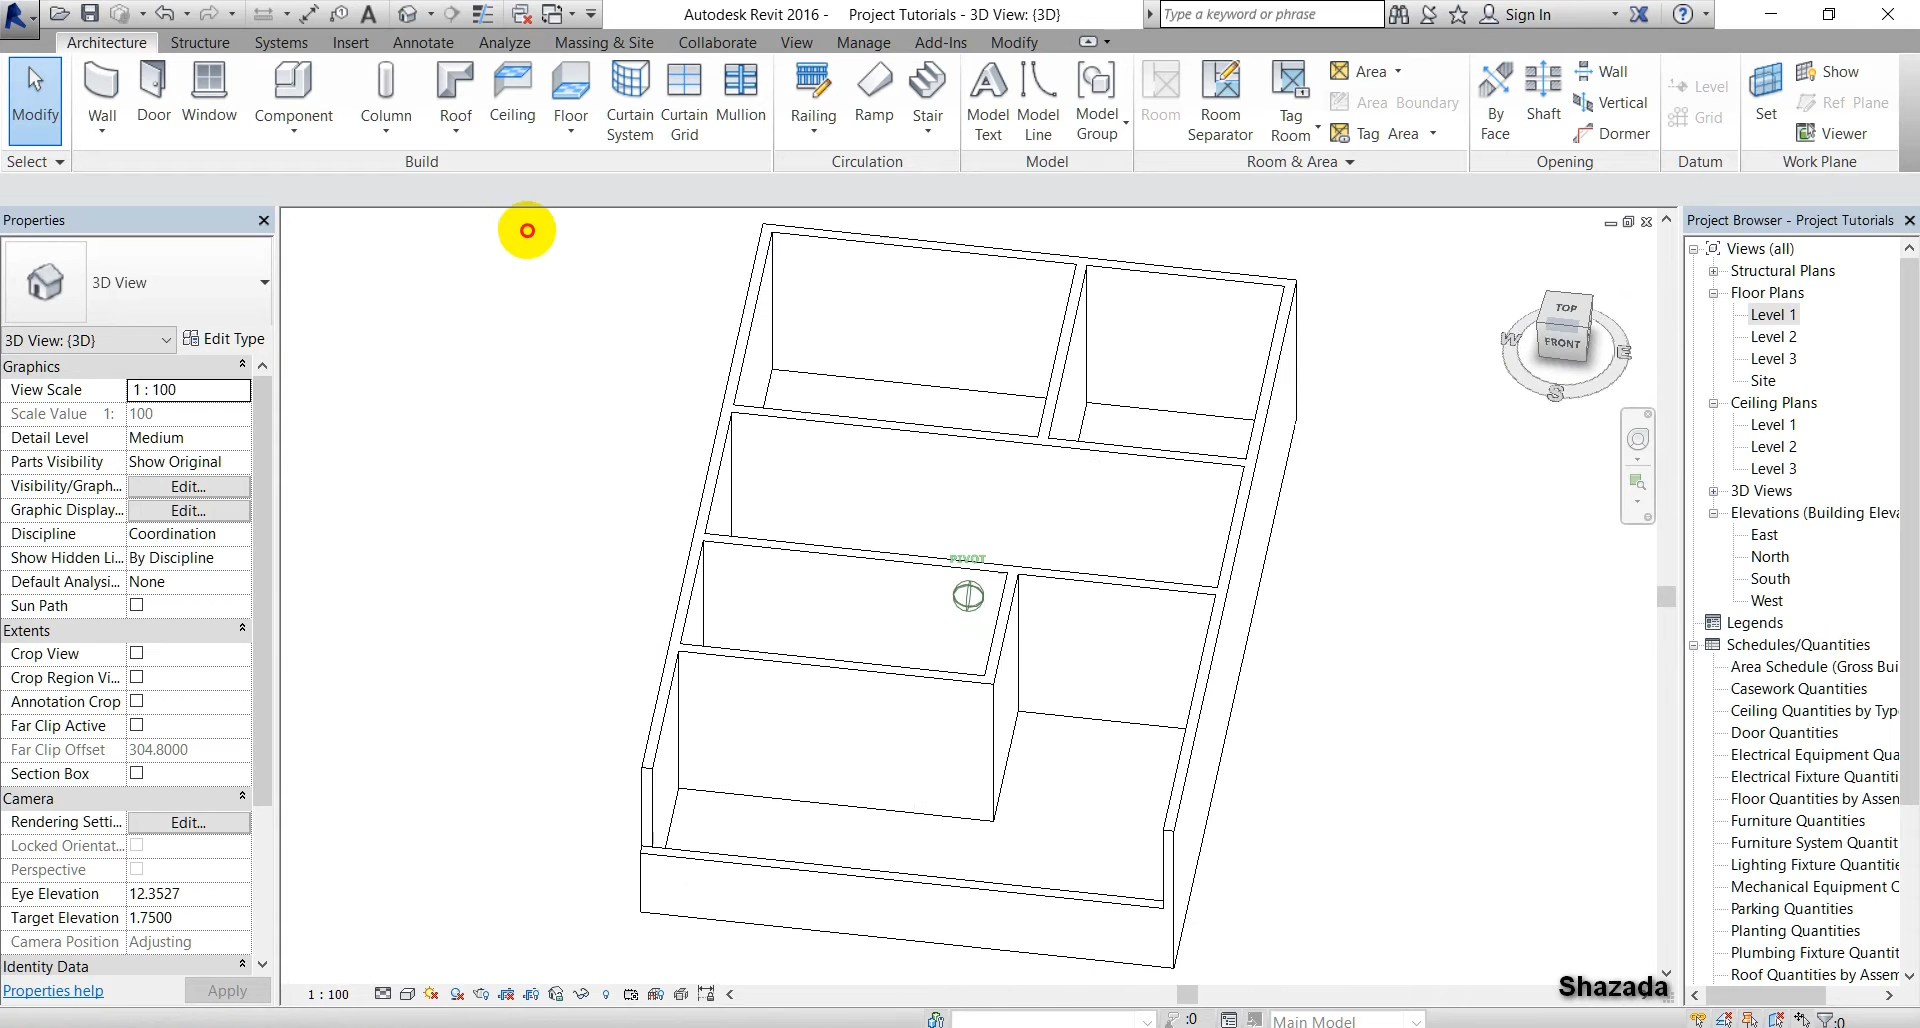 Autodesk Revit 2016 - Project Tutorials - 3D View: {3D}
Type a keyword or phrase
Sign In
Architecture Structure Systems Insert Annotate Analyze Massing & Site Collaborate View Manage Add-Ins Modify
Modify Wall Door Window Component Column Roof Ceiling Floor Curtain System Curtain Grid Mullion Railing Ramp Stair Model Text Model Line Model Group Room Room Separator Tag Room
Area
Area Boundary
Tag Area
By Face Shaft
Wall
Vertical
Dormer
Level
Grid
Set
Show
Ref Plane
Viewer
Select Build Circulation Model Room & Area Opening Datum Work Plane
Properties
3D View
3D View: {3D} Edit Type
Graphics
View Scale 1 : 100
Scale Value 1: 100
Detail Level Medium
Parts Visibility Show Original
Visibility/Graph... Edit...
Graphic Display... Edit...
Discipline Coordination
Show Hidden Li... By Discipline
Default Analysi... None
Sun Path
Extents
Crop View
Crop Region Vi...
Annotation Crop
Far Clip Active
Far Clip Offset 304.8000
Section Box
Camera
Rendering Setti... Edit...
Locked Orientat...
Perspective
Eye Elevation 12.3527
Target Elevation 1.7500
Camera Position Adjusting
Identity Data
Properties help Apply
PIVOT
TOP
FRONT
W
E
S
Project Browser - Project Tutorials
Views (all)
Structural Plans
Floor Plans
Level 1
Level 2
Level 3
Site
Ceiling Plans
Level 1
Level 2
Level 3
3D Views
Elevations (Building Eleva
East
North
South
West
Legends
Schedules/Quantities
Area Schedule (Gross Bui
Casework Quantities
Ceiling Quantities by Typ
Door Quantities
Electrical Equipment Qua
Electrical Fixture Quantiti
Floor Quantities by Assem
Furniture Quantities
Furniture System Quantit
Lighting Fixture Quantitie
Mechanical Equipment Q
Parking Quantities
Planting Quantities
Plumbing Fixture Quantit
Roof Quantities by Assem
Shazada
1 : 100
:0
Main Model
:0